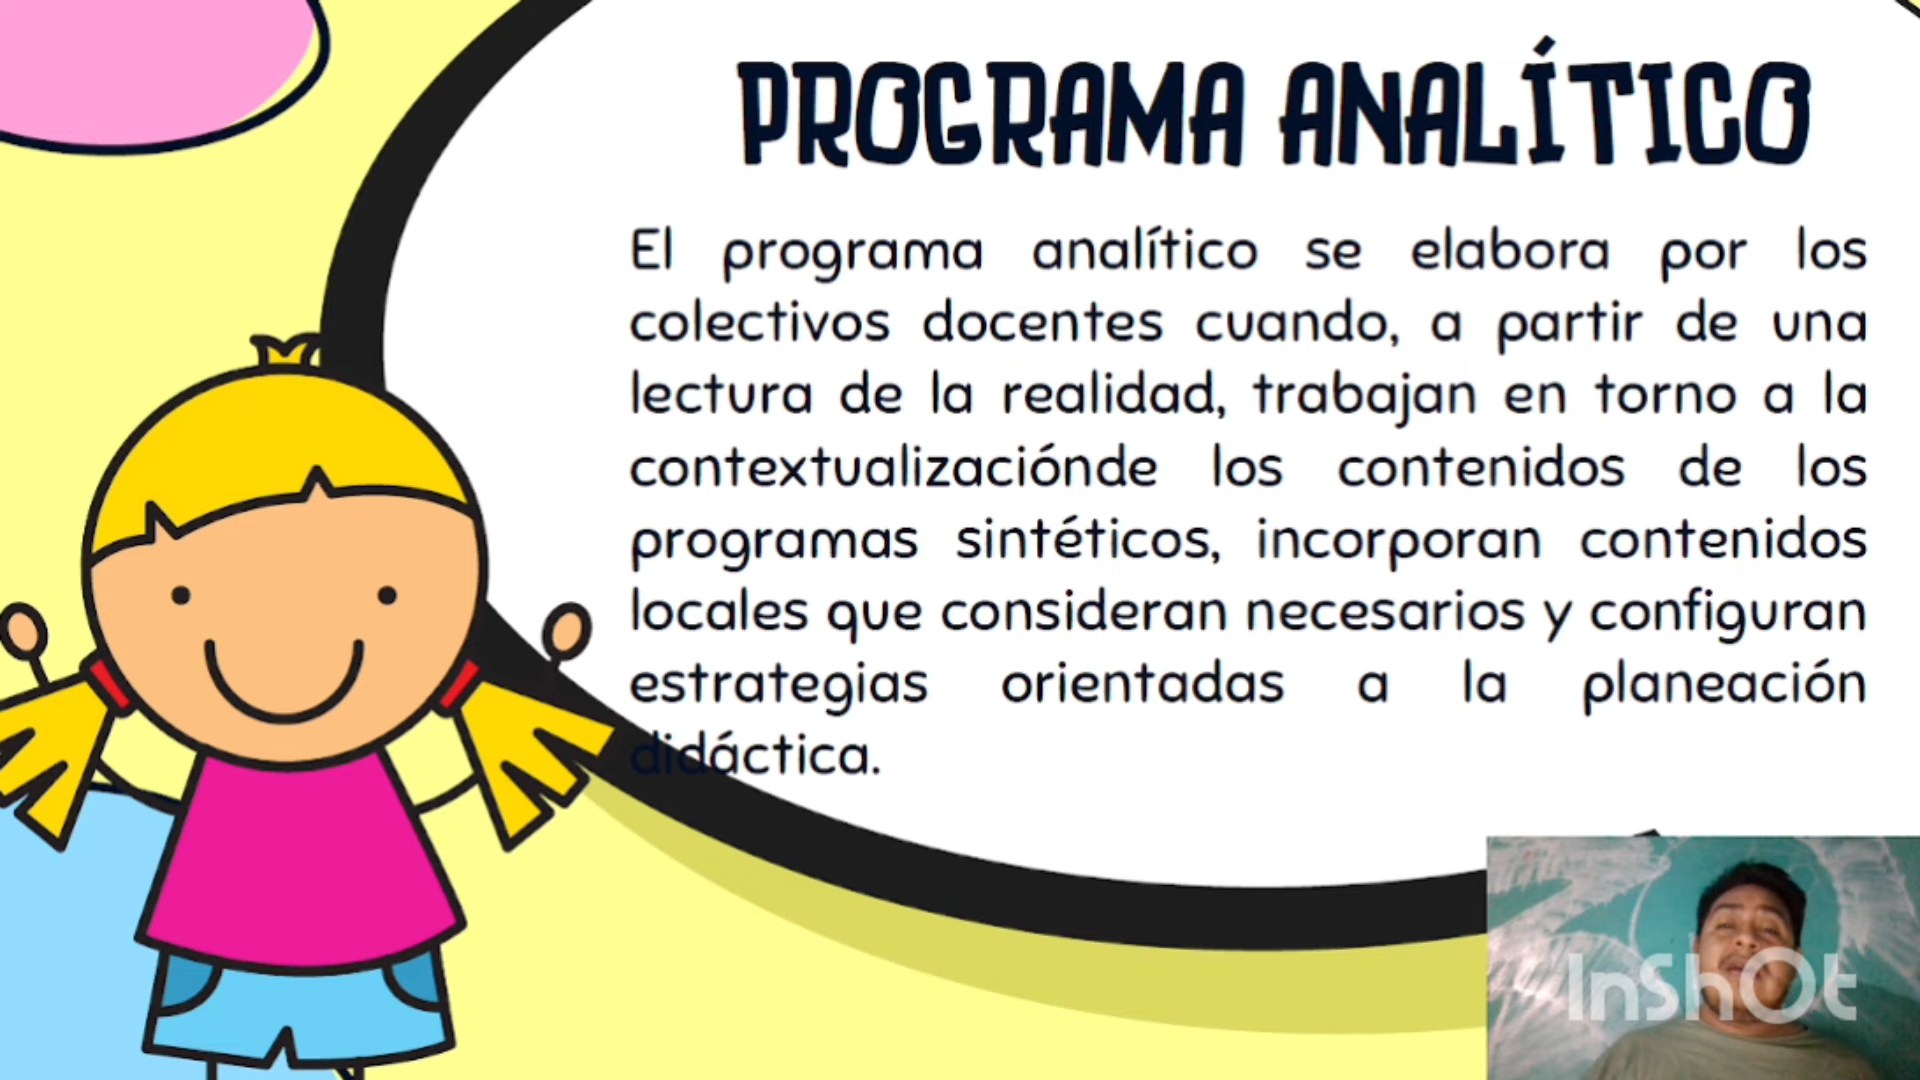 PROGRAMA ANALÍTICO
El programa analítico se elabora por los
colectivos docentes cuando, a partir de una
lectura de la realidad, trabajan en torno a la
contextualizaciónde los contenidos de los
programas sintéticos, incorporan contenidos
locales que consideran necesarios y configuran
estrategias orientadas a la planeación
didáctica.
InShOt